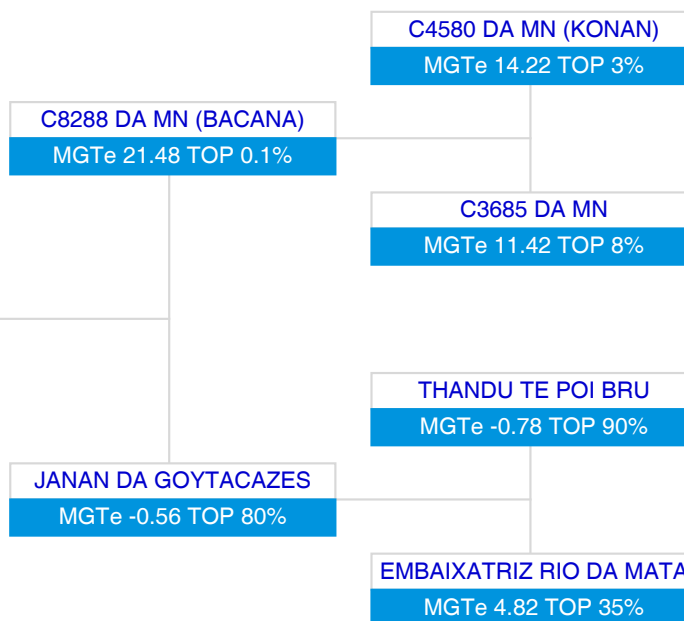 C4580 DA MN (KONAN)
MGTe 14.22 TOP 3%
C8288 DA MN (BACANA)
MGTe 21.48 TOP 0.1%
C3685 DA MN
MGTe 11.42 TOP 8%
THANDU TE POI BRU
MGTe -0.78 TOP 90%
JANAN DA GOYTACAZES
MGTe -0.56 TOP 80%
EMBAIXATRIZ RIO DA MATA
MGTe 4.82 TOP 35%